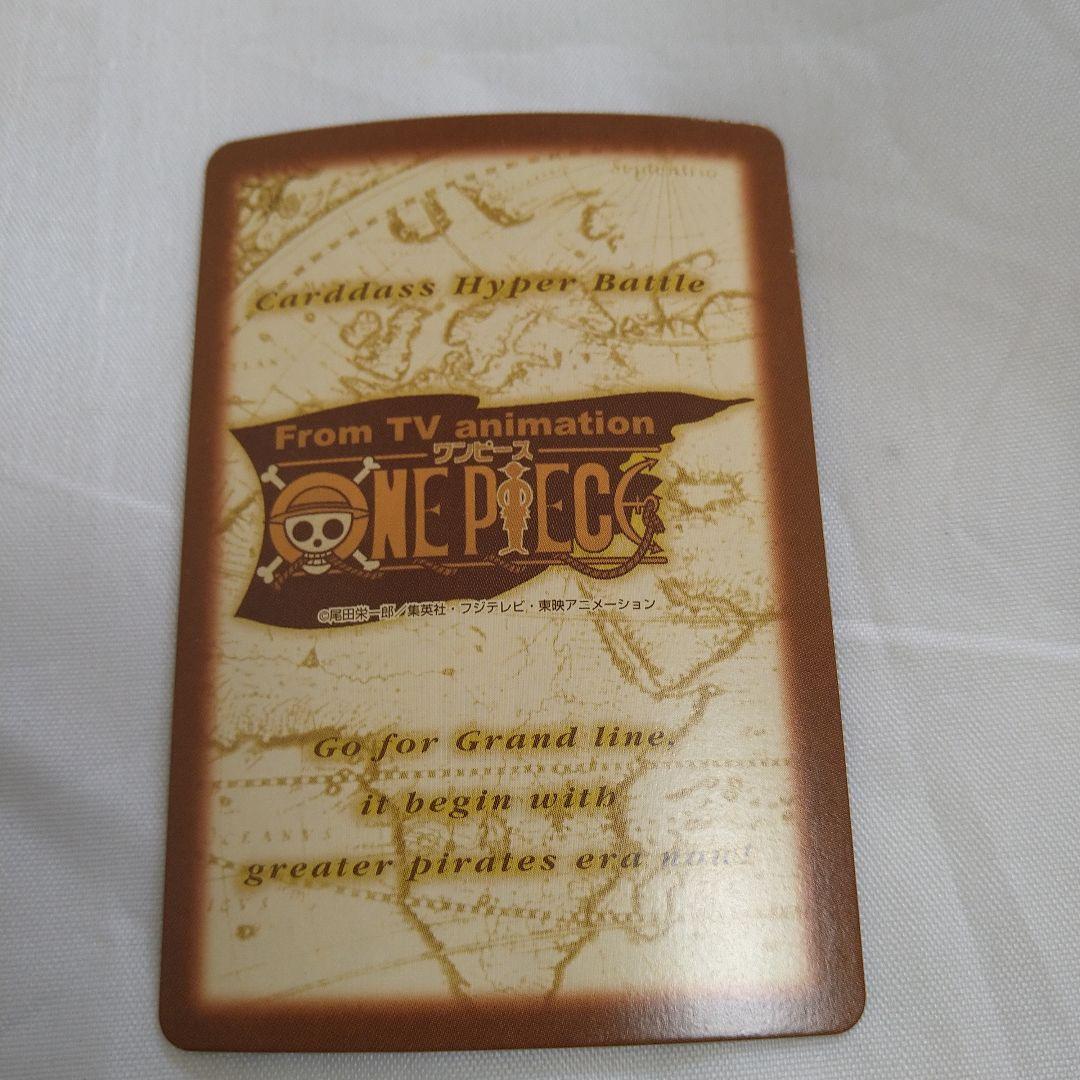 Septentrio
Carddass Hyper Battle
From TV animation
ワンピース
ONE PIECE
©尾田栄一郎／集英社・フジテレビ・東映アニメーション
Go for Grand line,
it begin with
greater pirates era now!